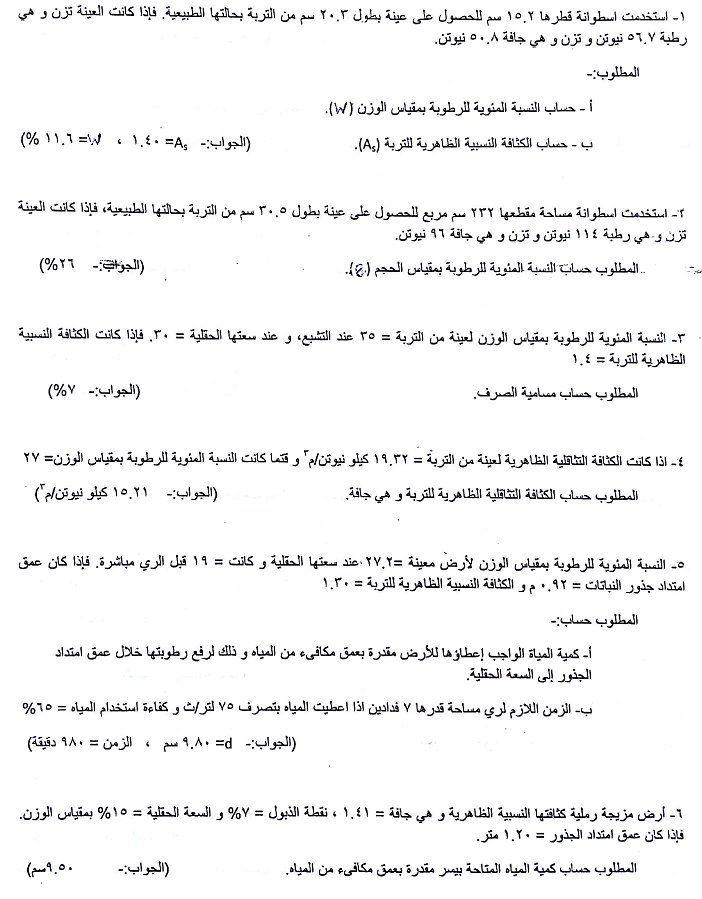 ١- استخدمت اسطوانة قطرها ١٥.٢ سم للحصول على عينة بطول ٢٠.٣ سم من التربة بحالتها الطبيعية. فإذا كانت العينة تزن و هي
رطبة ٥٦.٧ نيوتن و تزن و هي جافة ٥٠.٨ نيوتن.
المطلوب:-
أ - حساب النسبة المئوية للرطوبة بمقياس الوزن (W).
ب - حساب الكثافة النسبية الظاهرية للتربة (As). (الجواب:- As= ١.٤٠ ، W= ١١.٦ %)
٢- استخدمت اسطوانة مساحة مقطعها ٢٣٢ سم مربع للحصول على عينة بطول ٣٠.٥ سم من التربة بحالتها الطبيعية، فإذا كانت العينة
تزن و هي رطبة ١١٤ نيوتن و تزن و هي جافة ٩٦ نيوتن.
المطلوب حساب النسبة المئوية للرطوبة بمقياس الحجم. (الجواب:- ٢٦%)
٣- النسبة المئوية للرطوبة بمقياس الوزن لعينة من التربة = ٣٥ عند التشبع، و عند سعتها الحقلية = ٣٠. فإذا كانت الكثافة النسبية
الظاهرية للتربة = ١.٤
المطلوب حساب مسامية الصرف. (الجواب:- ٧%)
٤- اذا كانت الكثافة التثاقلية الظاهرية لعينة من التربة = ١٩.٣٢ كيلو نيوتن/م٣ و قتما كانت النسبة المئوية للرطوبة بمقياس الوزن= ٢٧
المطلوب حساب الكثافة التثاقلية الظاهرية للتربة و هي جافة. (الجواب:- ١٥.٢١ كيلو نيوتن/م٣)
٥- النسبة المئوية للرطوبة بمقياس الوزن لأرض معينة =٢٧.٢ عند سعتها الحقلية و كانت = ١٩ قبل الري مباشرة. فإذا كان عمق
امتداد جذور النباتات = ٠.٩٢ م و الكثافة النسبية الظاهرية للتربة = ١.٣٠
المطلوب حساب:-
أ- كمية المياة الواجب إعطاؤها للأرض مقدرة بعمق مكافىء من المياه و ذلك لرفع رطوبتها خلال عمق امتداد
الجذور إلى السعة الحقلية.
ب- الزمن اللازم لري مساحة قدرها ٧ فدادين اذا اعطيت المياه بتصرف ٧٥ لتر/ث و كفاءة استخدام المياه = ٦٥%
(الجواب:- d= ٩.٨٠ سم ، الزمن = ٩٨٠ دقيقة)
٦- أرض مزيجة رملية كثافتها النسبية الظاهرية و هي جافة = ١.٤١ ، نقطة الذبول = ٧% و السعة الحقلية = ١٥% بمقياس الوزن.
فإذا كان عمق امتداد الجذور = ١.٢٠ متر.
المطلوب حساب كمية المياه المتاحة بيسر مقدرة بعمق مكافىء من المياه. (الجواب:- ٩.٥٠سم)